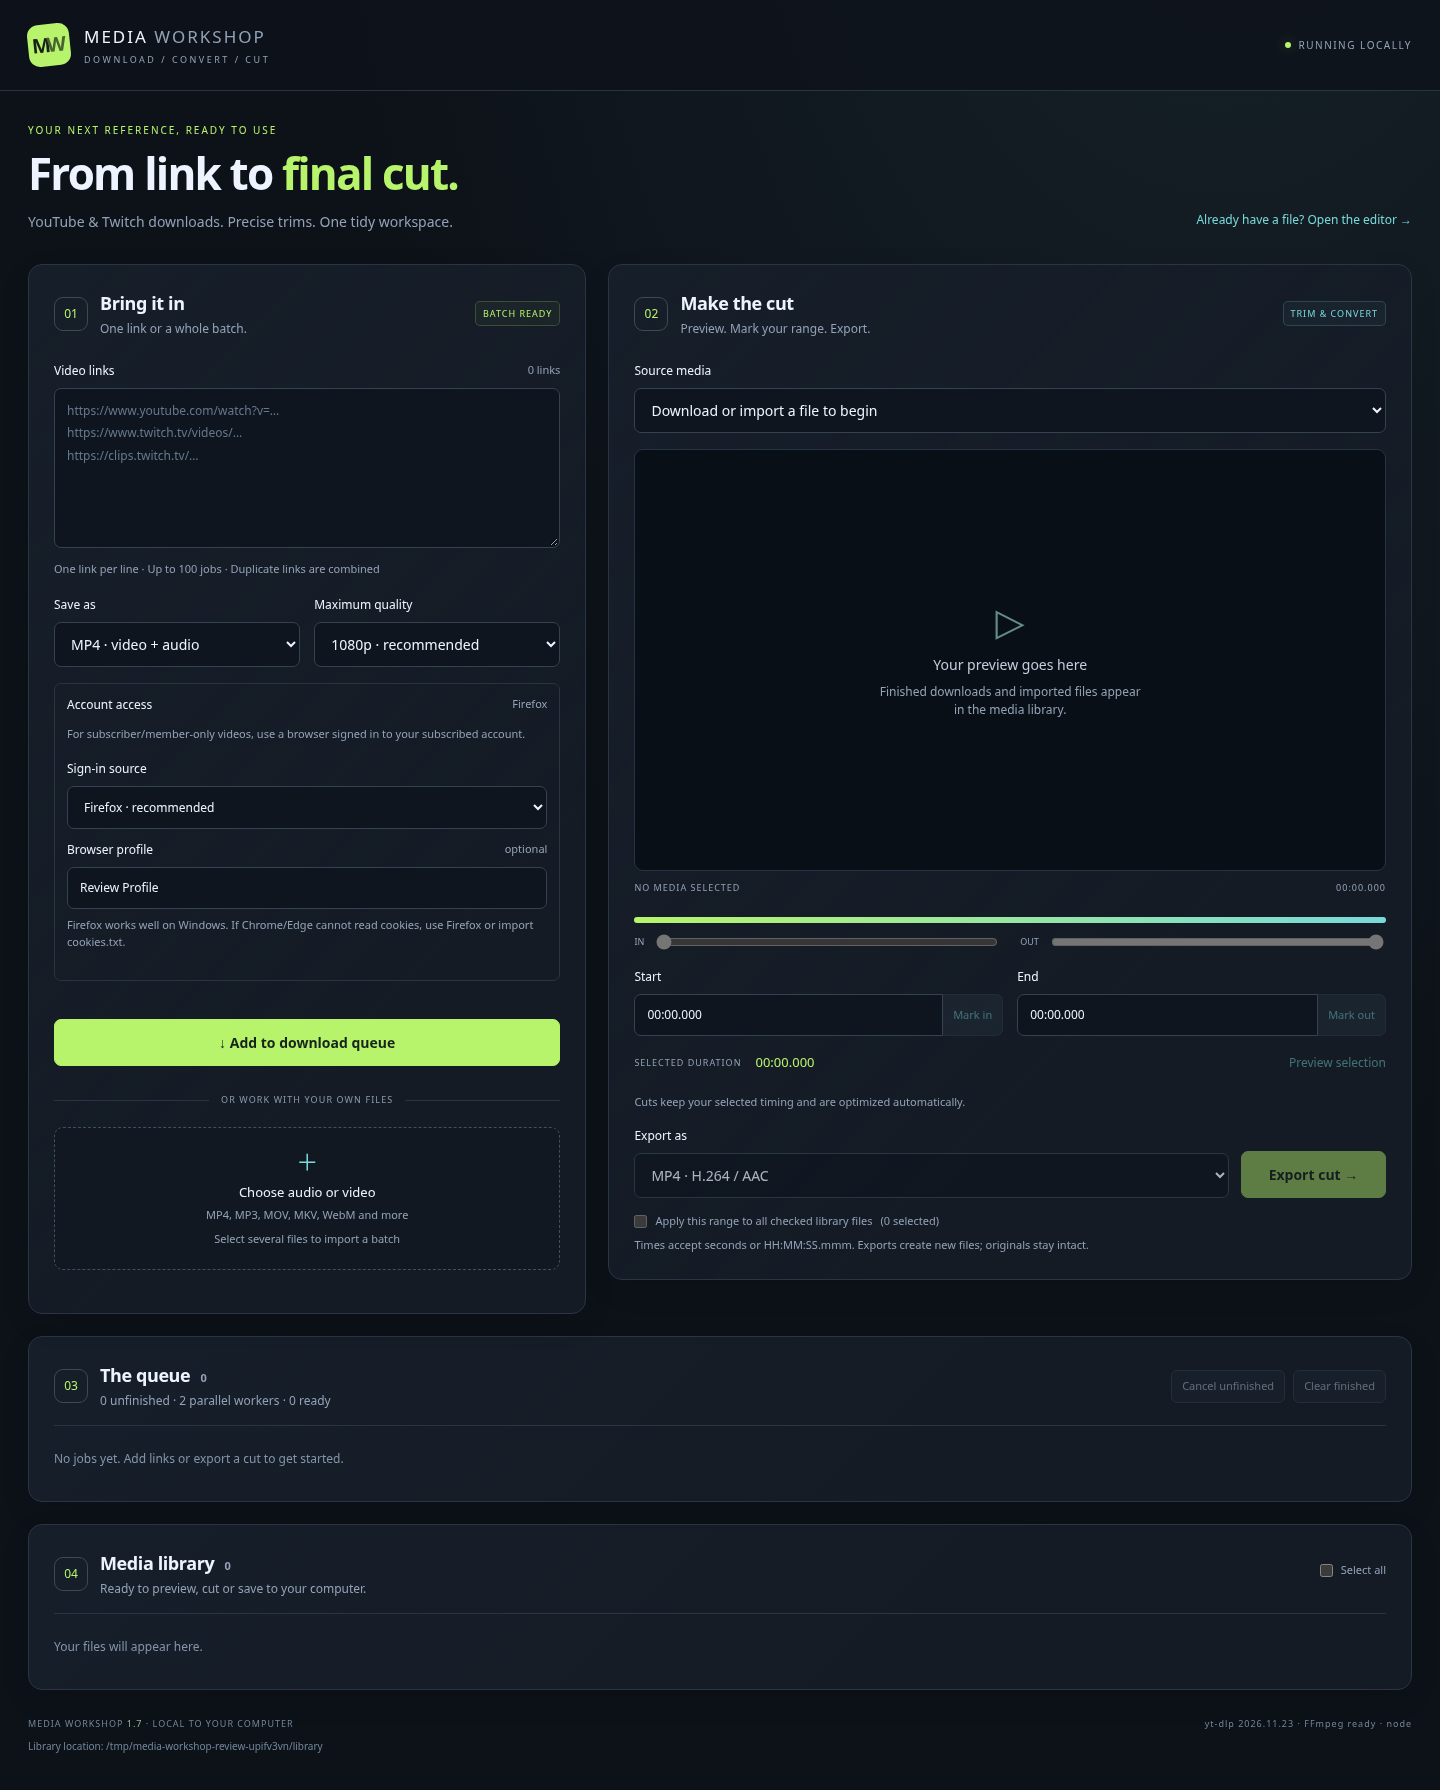 MW
MEDIA WORKSHOP
DOWNLOAD / CONVERT / CUT
RUNNING LOCALLY
YOUR NEXT REFERENCE, READY TO USE
From link to final cut.
YouTube & Twitch downloads. Precise trims. One tidy workspace.
Already have a file? Open the editor →
01
Bring it in
One link or a whole batch.
BATCH READY
Video links
0 links
https://www.youtube.com/watch?v=...
https://www.twitch.tv/videos/...
https://clips.twitch.tv/...
One link per line · Up to 100 jobs · Duplicate links are combined
Save as
Maximum quality
MP4 · video + audio
1080p · recommended
Account access
Firefox
For subscriber/member-only videos, use a browser signed in to your subscribed account.
Sign-in source
Firefox · recommended
Browser profile
optional
Review Profile
Firefox works well on Windows. If Chrome/Edge cannot read cookies, use Firefox or import
cookies.txt.
↓ Add to download queue
OR WORK WITH YOUR OWN FILES
+
Choose audio or video
MP4, MP3, MOV, MKV, WebM and more
Select several files to import a batch
02
Make the cut
Preview. Mark your range. Export.
TRIM & CONVERT
Source media
Download or import a file to begin
Your preview goes here
Finished downloads and imported files appear
in the media library.
NO MEDIA SELECTED
00:00.000
IN
OUT
Start
End
00:00.000
Mark in
00:00.000
Mark out
SELECTED DURATION 00:00.000
Preview selection
Cuts keep your selected timing and are optimized automatically.
Export as
MP4 · H.264 / AAC
Export cut →
Apply this range to all checked library files (0 selected)
Times accept seconds or HH:MM:SS.mmm. Exports create new files; originals stay intact.
03
The queue 0
0 unfinished · 2 parallel workers · 0 ready
Cancel unfinished
Clear finished
No jobs yet. Add links or export a cut to get started.
04
Media library 0
Ready to preview, cut or save to your computer.
Select all
Your files will appear here.
MEDIA WORKSHOP 1.7 · LOCAL TO YOUR COMPUTER
yt-dlp 2026.11.23 · FFmpeg ready · node
Library location: /tmp/media-workshop-review-upifv3vn/library